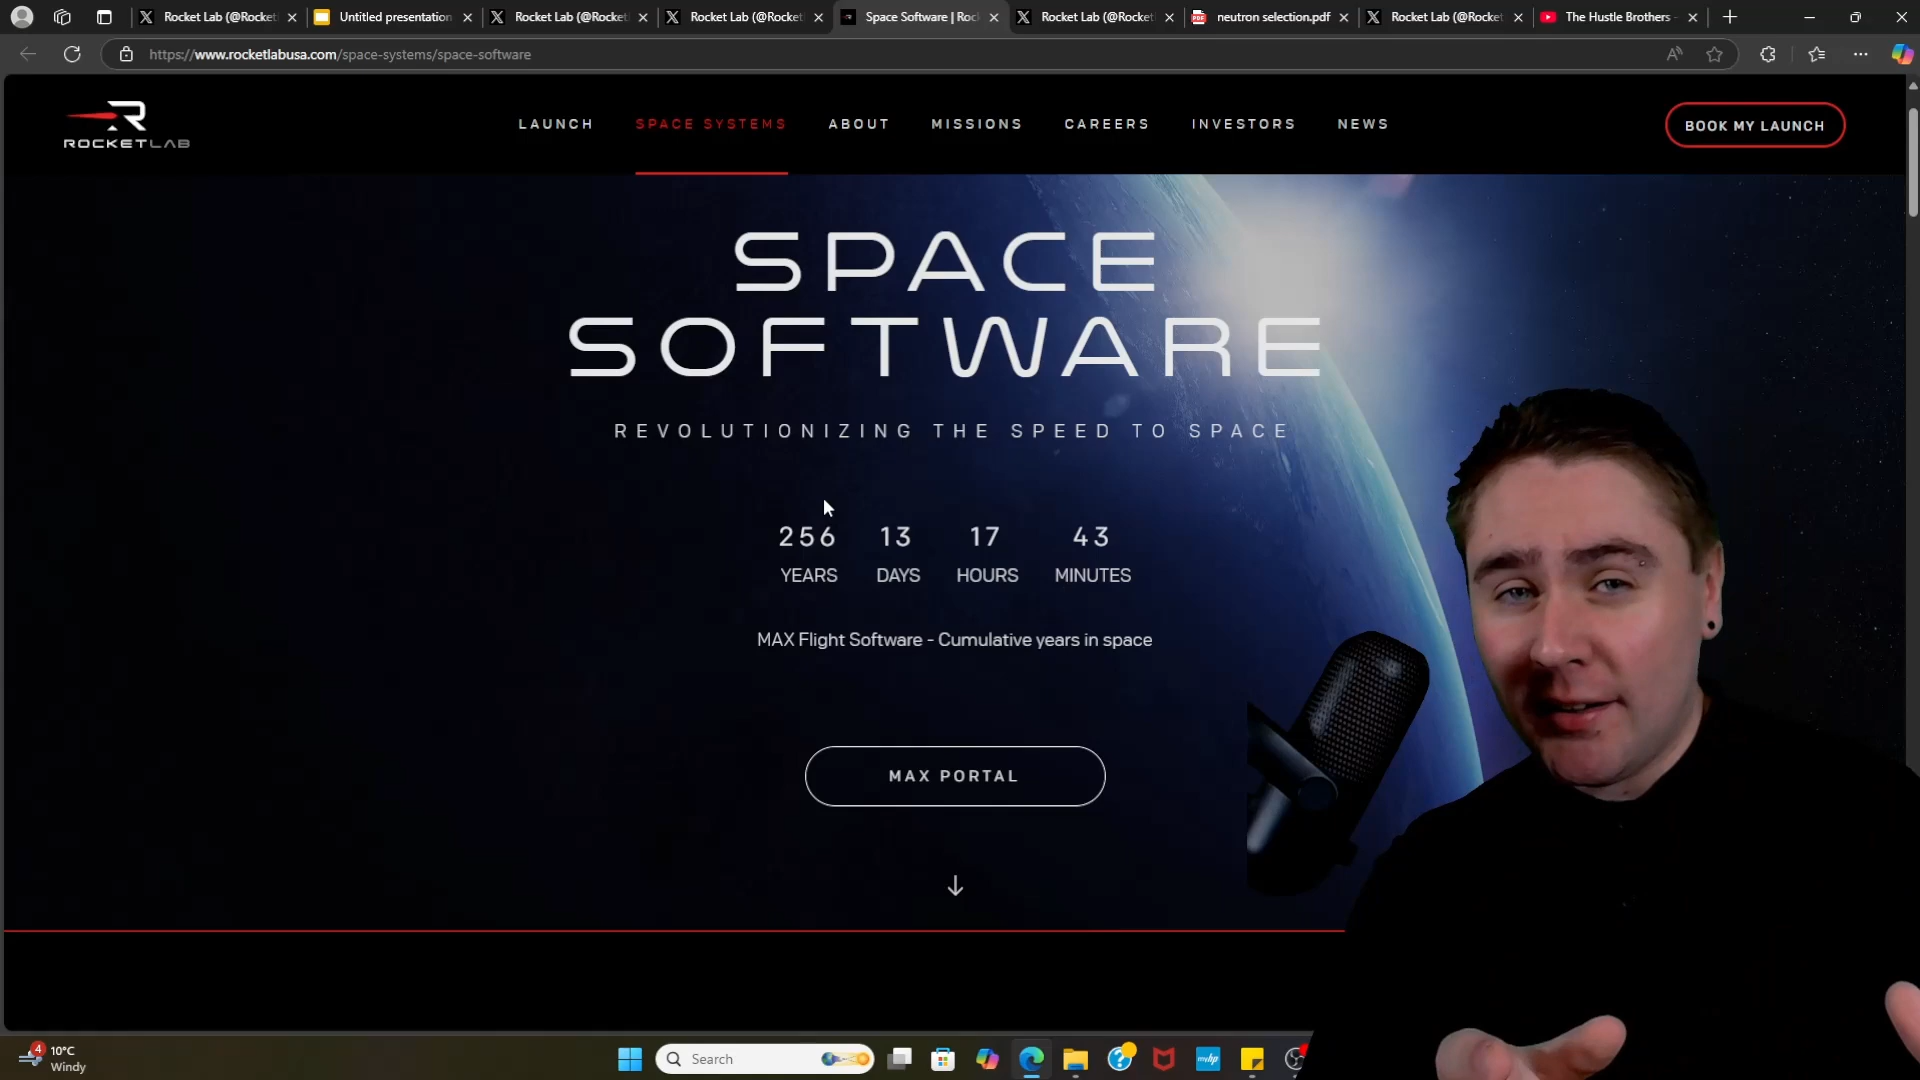 Rocket Lab (@Rocket
Untitled presentation
Rocket Lab (@Rocket
Rocket Lab (@Rocket
Space Software | Roc
Rocket Lab (@Rocket
neutron selection.pdf
Rocket Lab (@Rocket
The Hustle Brothers -
https://www.rocketlabusa.com/space-systems/space-software
ROCKETLAB
LAUNCH
SPACE SYSTEMS
ABOUT
MISSIONS
CAREERS
INVESTORS
NEWS
BOOK MY LAUNCH
SPACE
SOFTWARE
REVOLUTIONIZING THE SPEED TO SPACE
256 13 17 43
YEARS DAYS HOURS MINUTES
MAX Flight Software - Cumulative years in space
MAX PORTAL
4
10°C
Windy
Search
myhp